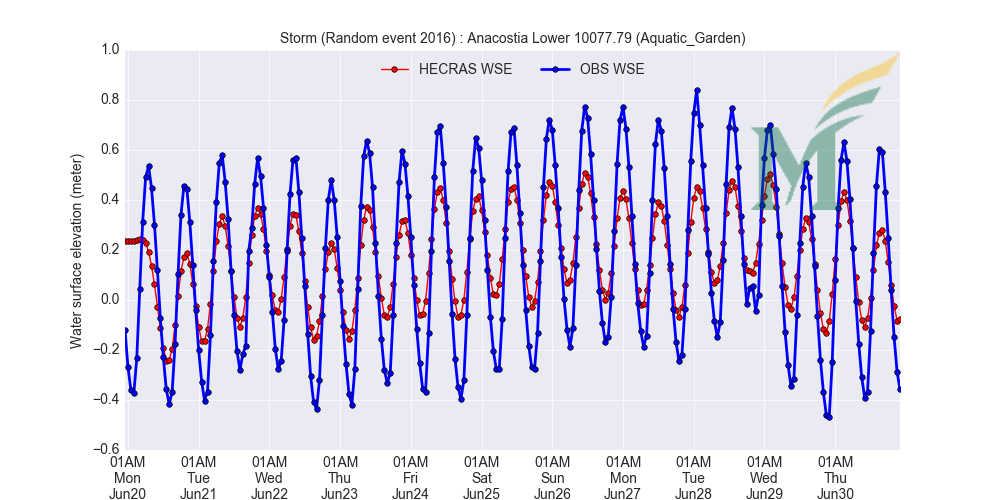 Storm (Random event 2016) : Anacostia Lower 10077.79 (Aquatic_Garden)
HECRAS WSE
OBS WSE
Water surface elevation (meter)
1.0
0.8
0.6
0.4
0.2
0.0
−0.2
−0.4
−0.6
01AM
Mon
Jun20
01AM
Tue
Jun21
01AM
Wed
Jun22
01AM
Thu
Jun23
01AM
Fri
Jun24
01AM
Sat
Jun25
01AM
Sun
Jun26
01AM
Mon
Jun27
01AM
Tue
Jun28
01AM
Wed
Jun29
01AM
Thu
Jun30
M